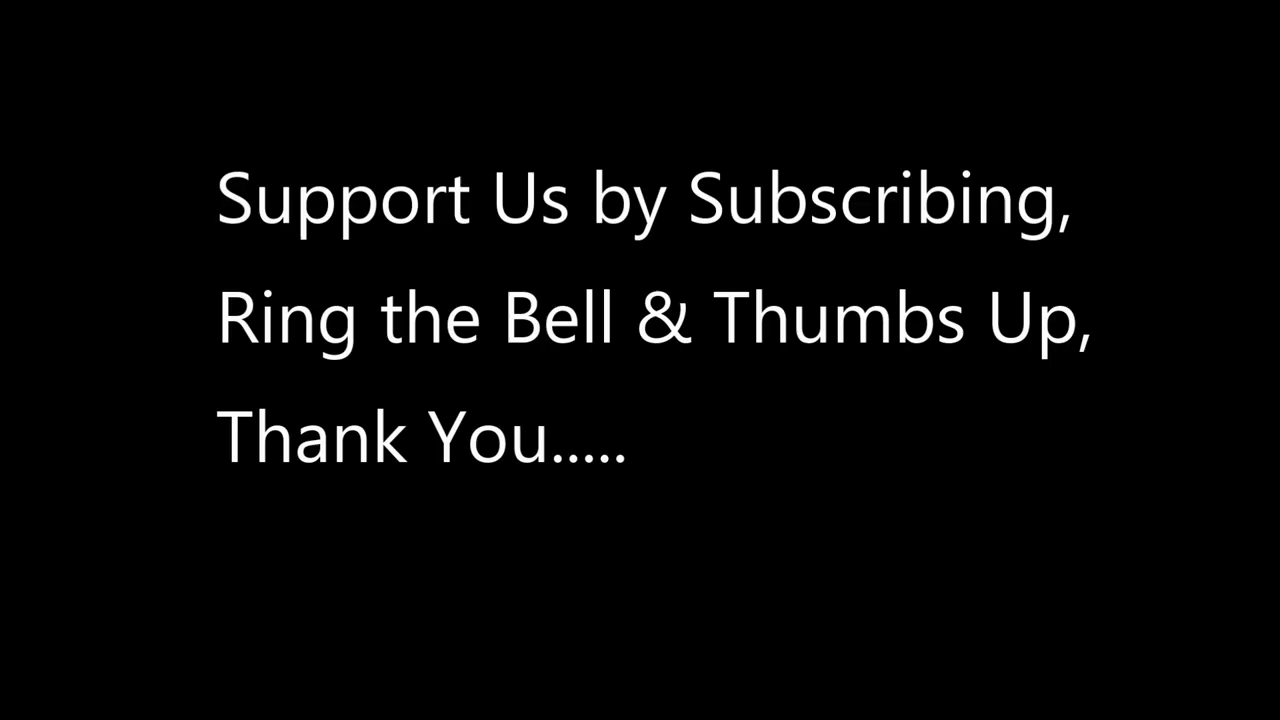 Support Us by Subscribing,
Ring the Bell & Thumbs Up,
Thank You.....